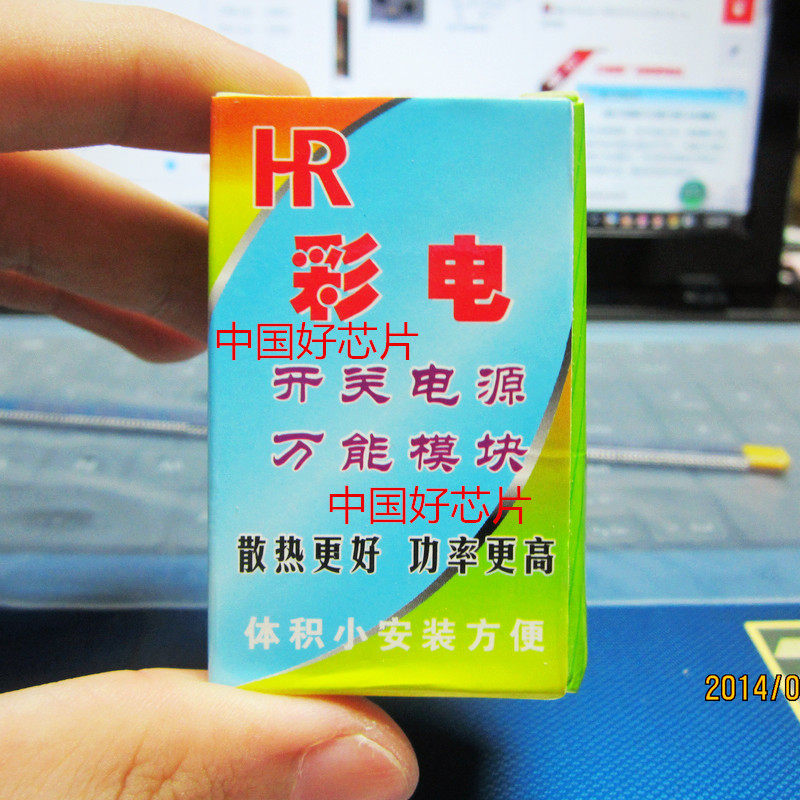 HR
彩电
中国好芯片
开关电源
万能模块
中国好芯片
散热更好 功率更高
体积小安装方便
2014/0